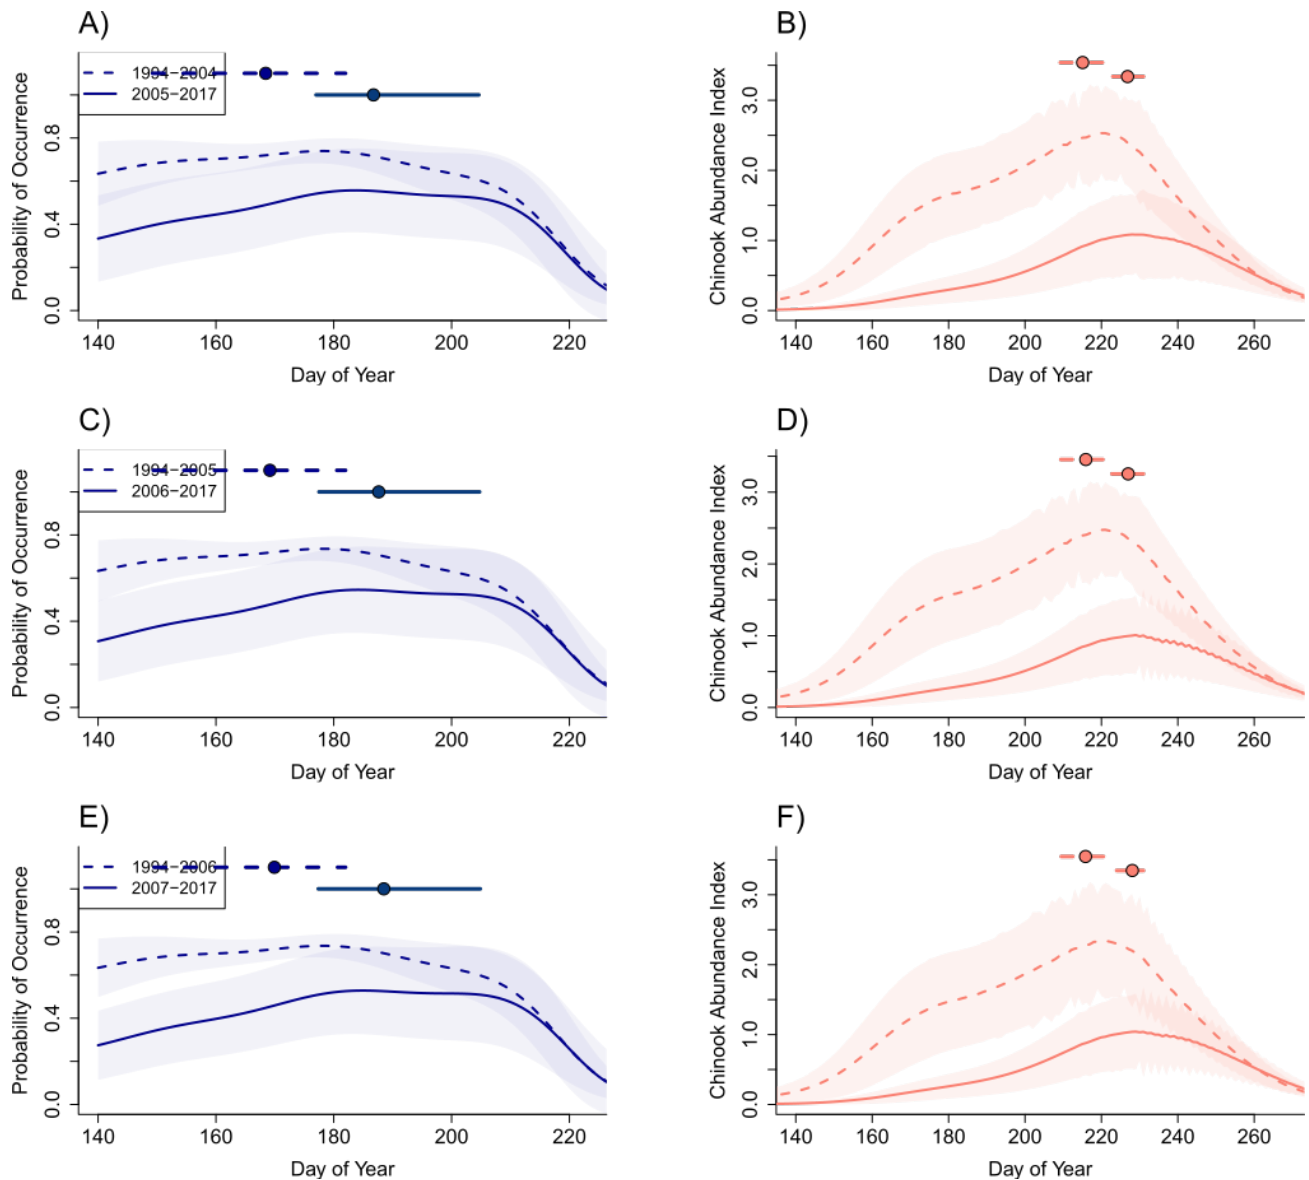 A)
1994−2004
2005−2017
Probability of Occurrence
0.0 0.4 0.8
140 160 180 200 220
Day of Year
B)
Chinook Abundance Index
0.0 1.0 2.0 3.0
140 160 180 200 220 240 260
Day of Year
C)
1994−2005
2006−2017
Probability of Occurrence
0.0 0.4 0.8
140 160 180 200 220
Day of Year
D)
Chinook Abundance Index
0.0 1.0 2.0 3.0
140 160 180 200 220 240 260
Day of Year
E)
1994−2006
2007−2017
Probability of Occurrence
0.0 0.4 0.8
140 160 180 200 220
Day of Year
F)
Chinook Abundance Index
0.0 1.0 2.0 3.0
140 160 180 200 220 240 260
Day of Year